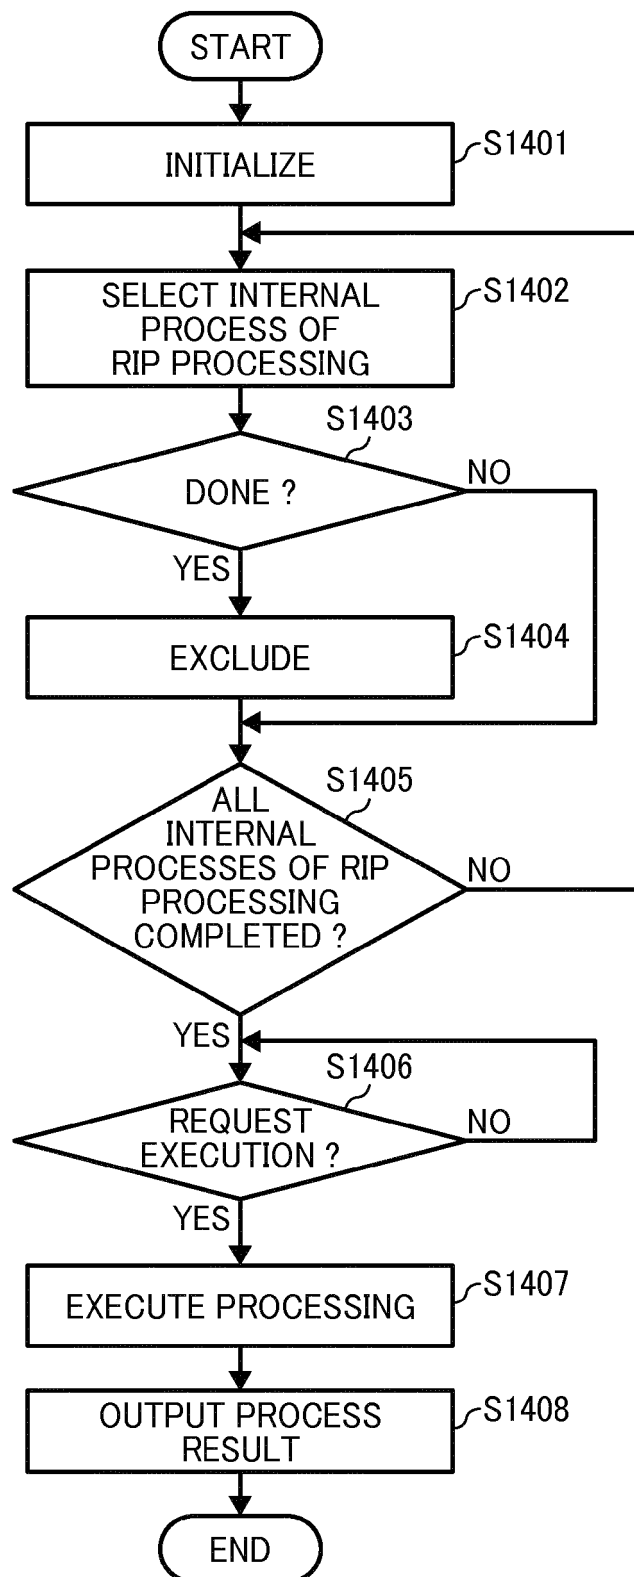 START
INITIALIZE
S1401
SELECT INTERNAL
PROCESS OF
RIP PROCESSING
S1402
S1403
DONE ?
NO
YES
EXCLUDE
S1404
S1405
ALL
INTERNAL
PROCESSES OF RIP
PROCESSING
COMPLETED ?
NO
YES
S1406
REQUEST
EXECUTION ?
NO
YES
EXECUTE PROCESSING
S1407
OUTPUT PROCESS
RESULT
S1408
END